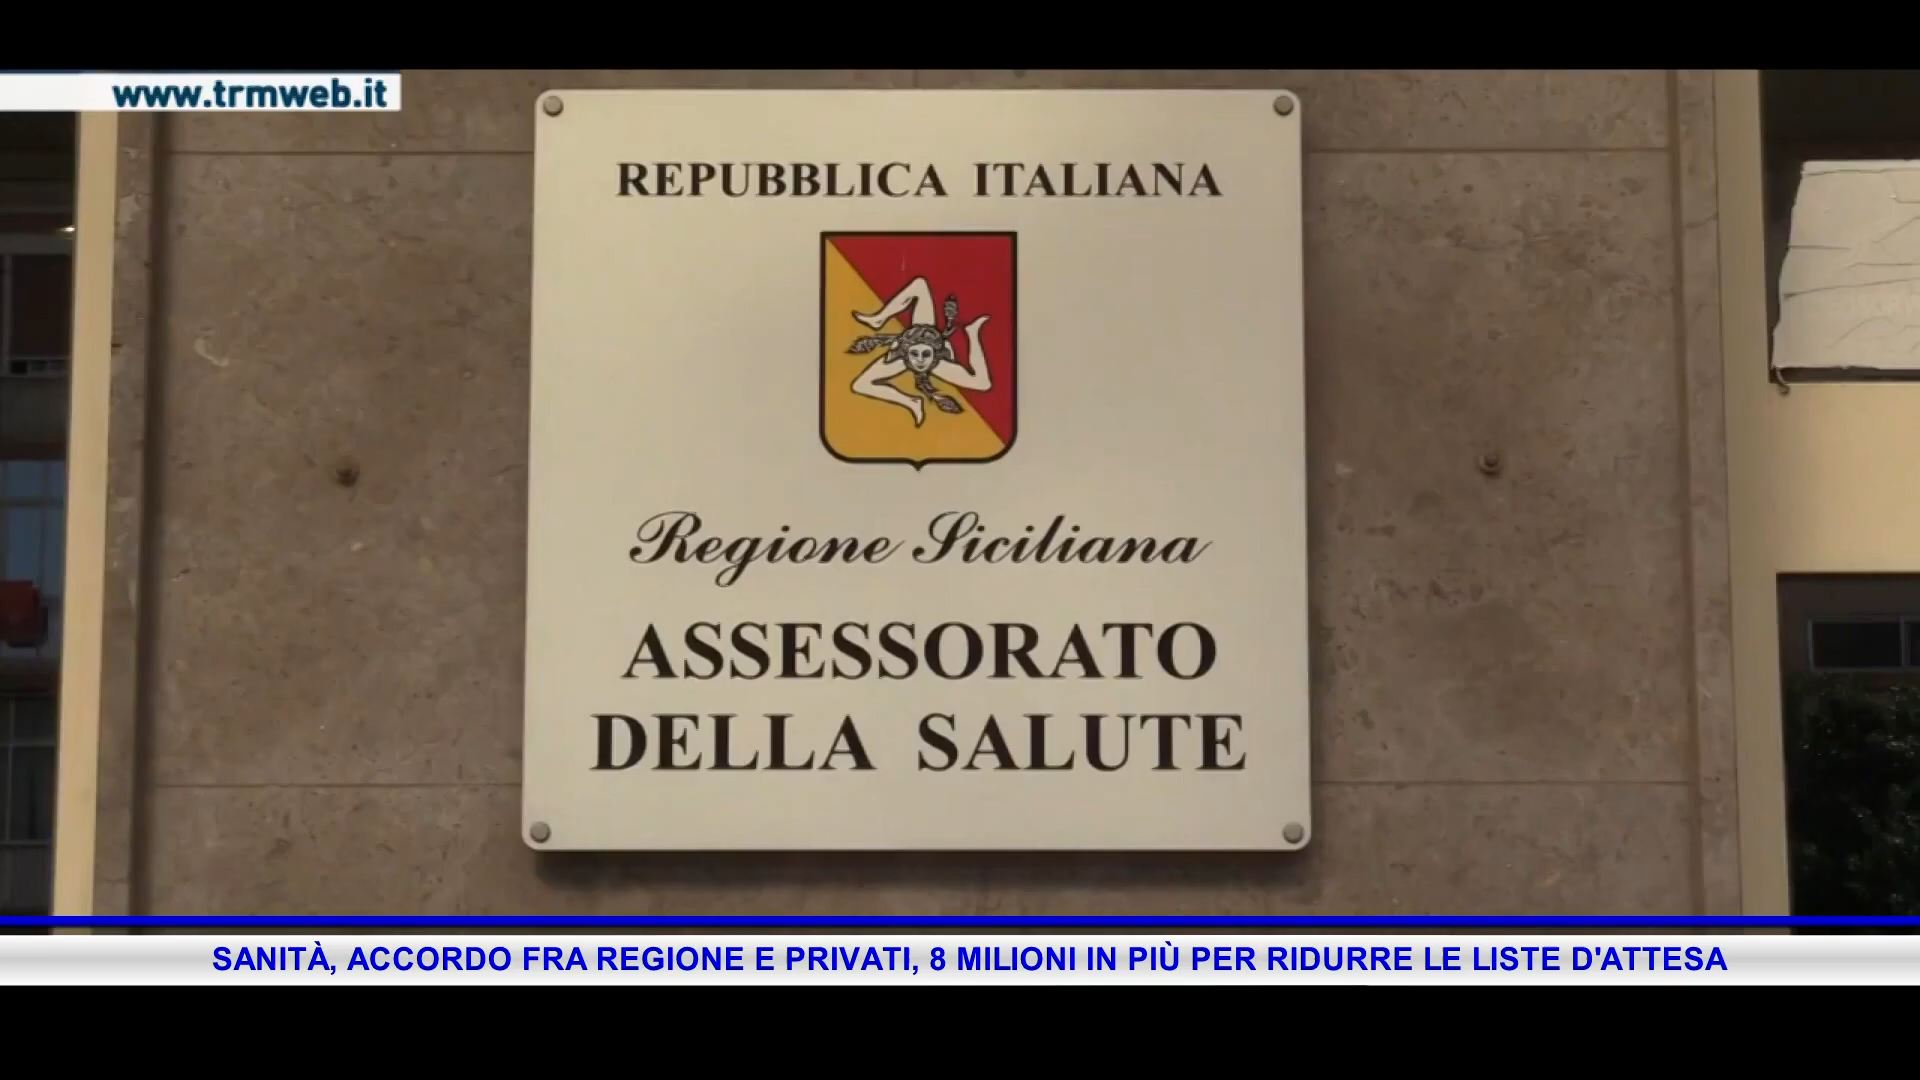 www.trmweb.it
REPUBBLICA ITALIANA
Regione Siciliana
ASSESSORATO
DELLA SALUTE
SANITÀ, ACCORDO FRA REGIONE E PRIVATI, 8 MILIONI IN PIÙ PER RIDURRE LE LISTE D'ATTESA